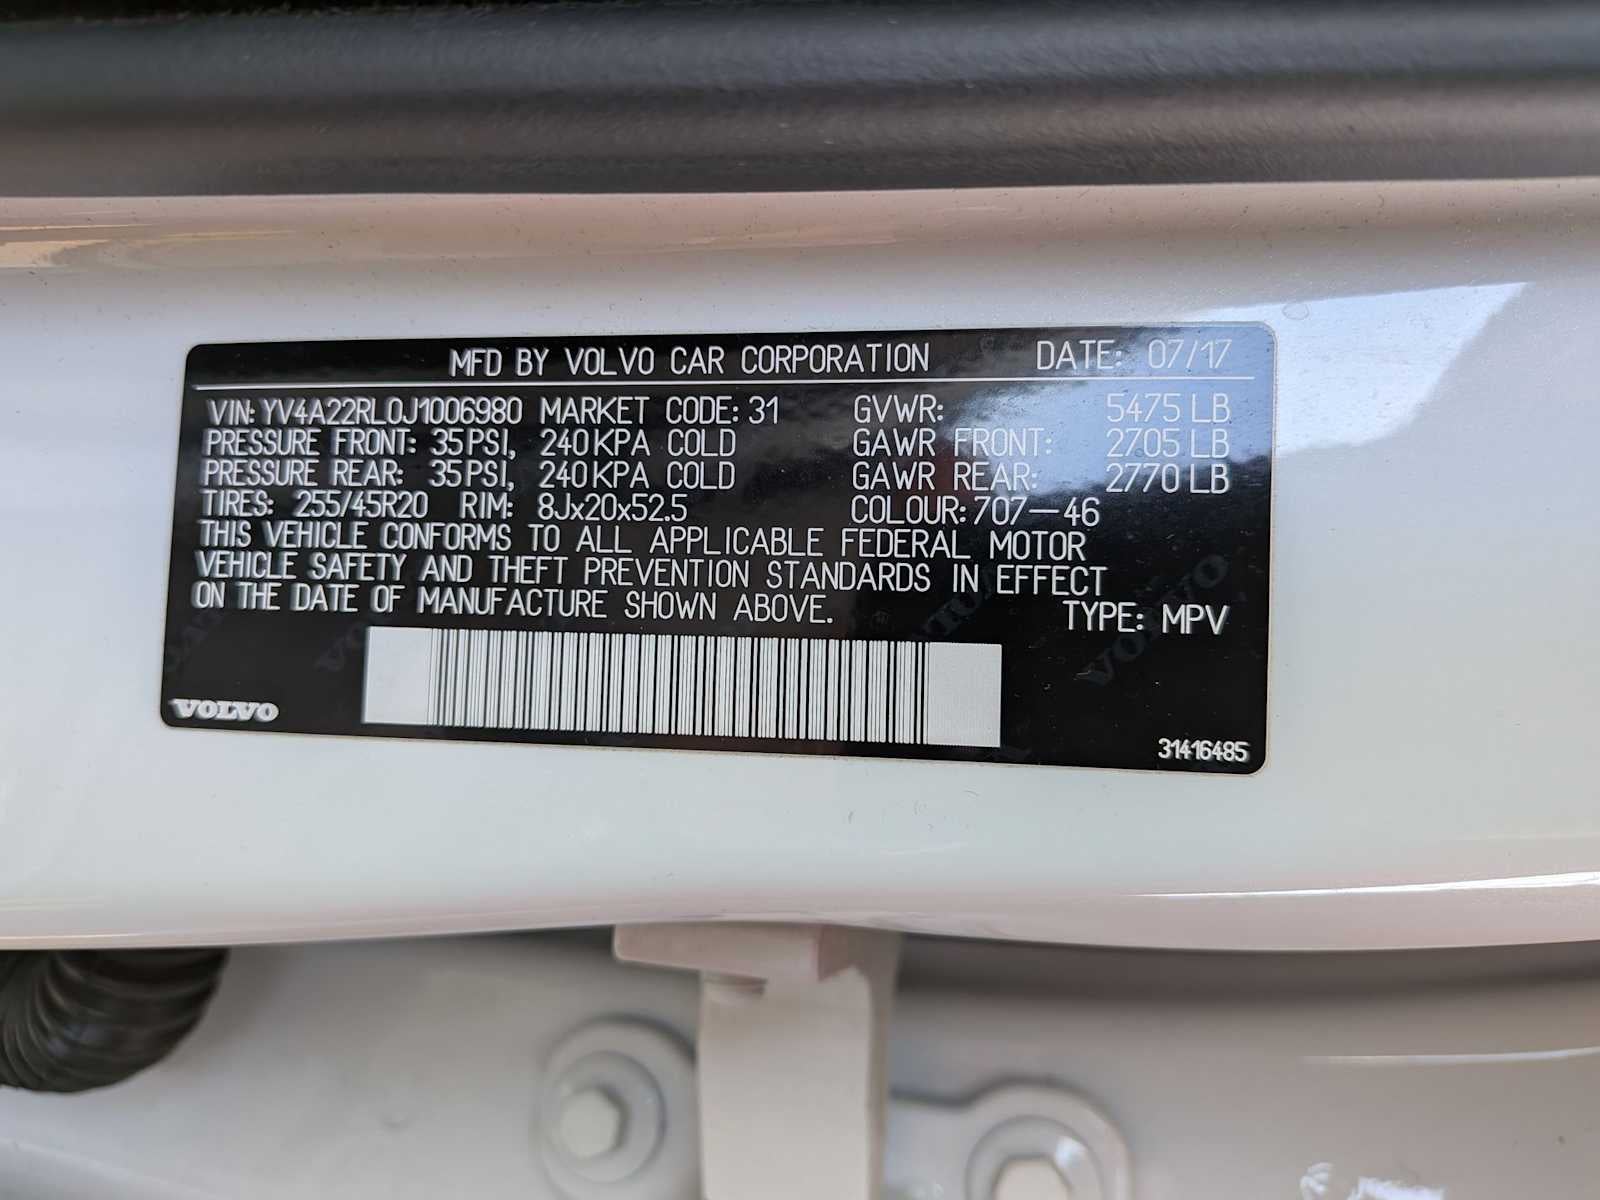 MFD BY VOLVO CAR CORPORATION DATE: 07/17
VIN: YV4A22RL0J1006980 MARKET CODE: 31 GVWR: 5475 LB
PRESSURE FRONT: 35 PSI, 240 KPA COLD GAWR FRONT: 2705 LB
PRESSURE REAR: 35 PSI, 240 KPA COLD GAWR REAR: 2770 LB
TIRES: 255/45R20 RIM: 8Jx20x52.5 COLOUR: 707-46
THIS VEHICLE CONFORMS TO ALL APPLICABLE FEDERAL MOTOR
VEHICLE SAFETY AND THEFT PREVENTION STANDARDS IN EFFECT
ON THE DATE OF MANUFACTURE SHOWN ABOVE. TYPE: MPV
VOLVO
VOLVO
VOLVO
31416485